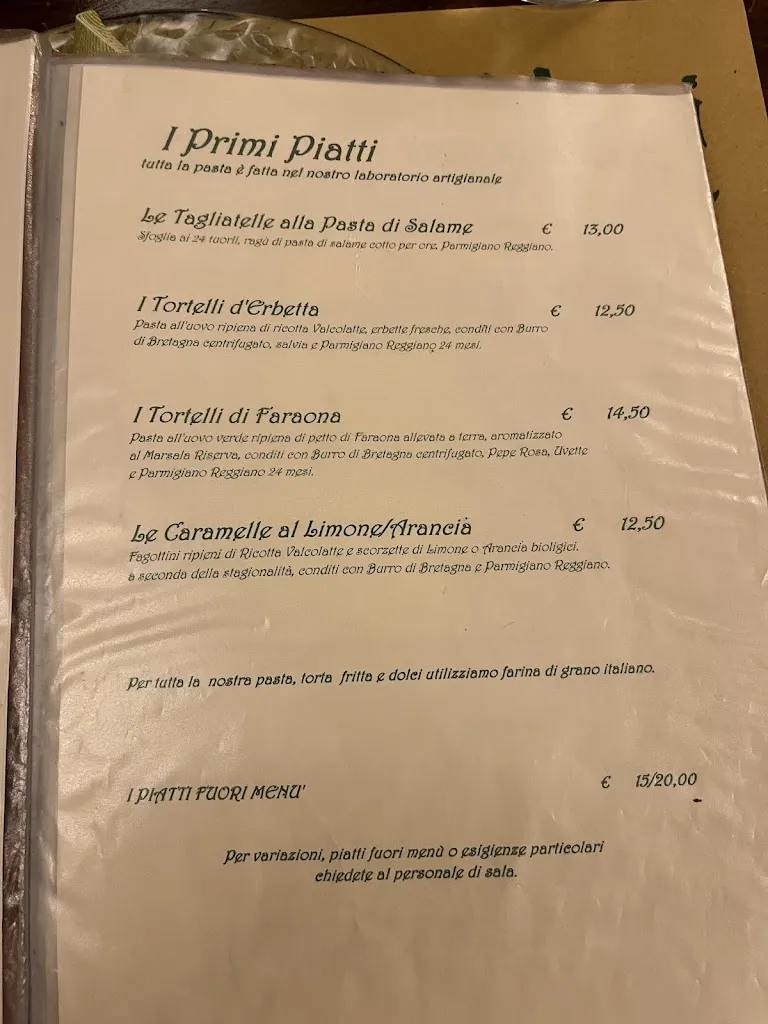 I Primi Piatti
tutta la pasta è fatta nel nostro laboratorio artigianale
Le Tagliatelle alla Pasta di Salame € 13,00
Sfoglia ai 24 tuorli, ragù di pasta di salame cotto per ore, Parmigiano Reggiano.
I Tortelli d'Erbetta € 12,50
Pasta all'uovo ripiena di ricotta Valcolatte, erbette fresche, conditi con Burro
di Bretagna centrifugato, salvia e Parmigiano Reggiano 24 mesi.
I Tortelli di Faraona € 14,50
Pasta all'uovo verde ripiena di petto di Faraona allevata a terra, aromatizzato
al Marsala Riserva, conditi con Burro di Bretagna centrifugato, Pepe Rosa, Uvette
e Parmigiano Reggiano 24 mesi.
Le Caramelle al Limone/Arancia € 12,50
Fagottini ripieni di Ricotta Valcolatte e scorzette di Limone o Arancia bioligici.
a seconda della stagionalità, conditi con Burro di Bretagna e Parmigiano Reggiano.
Per tutta la nostra pasta, torta fritta e dolci utilizziamo farina di grano italiano.
I PIATTI FUORI MENU' € 15/20,00
Per variazioni, piatti fuori menù o esigienze particolari
chiedete al personale di sala.